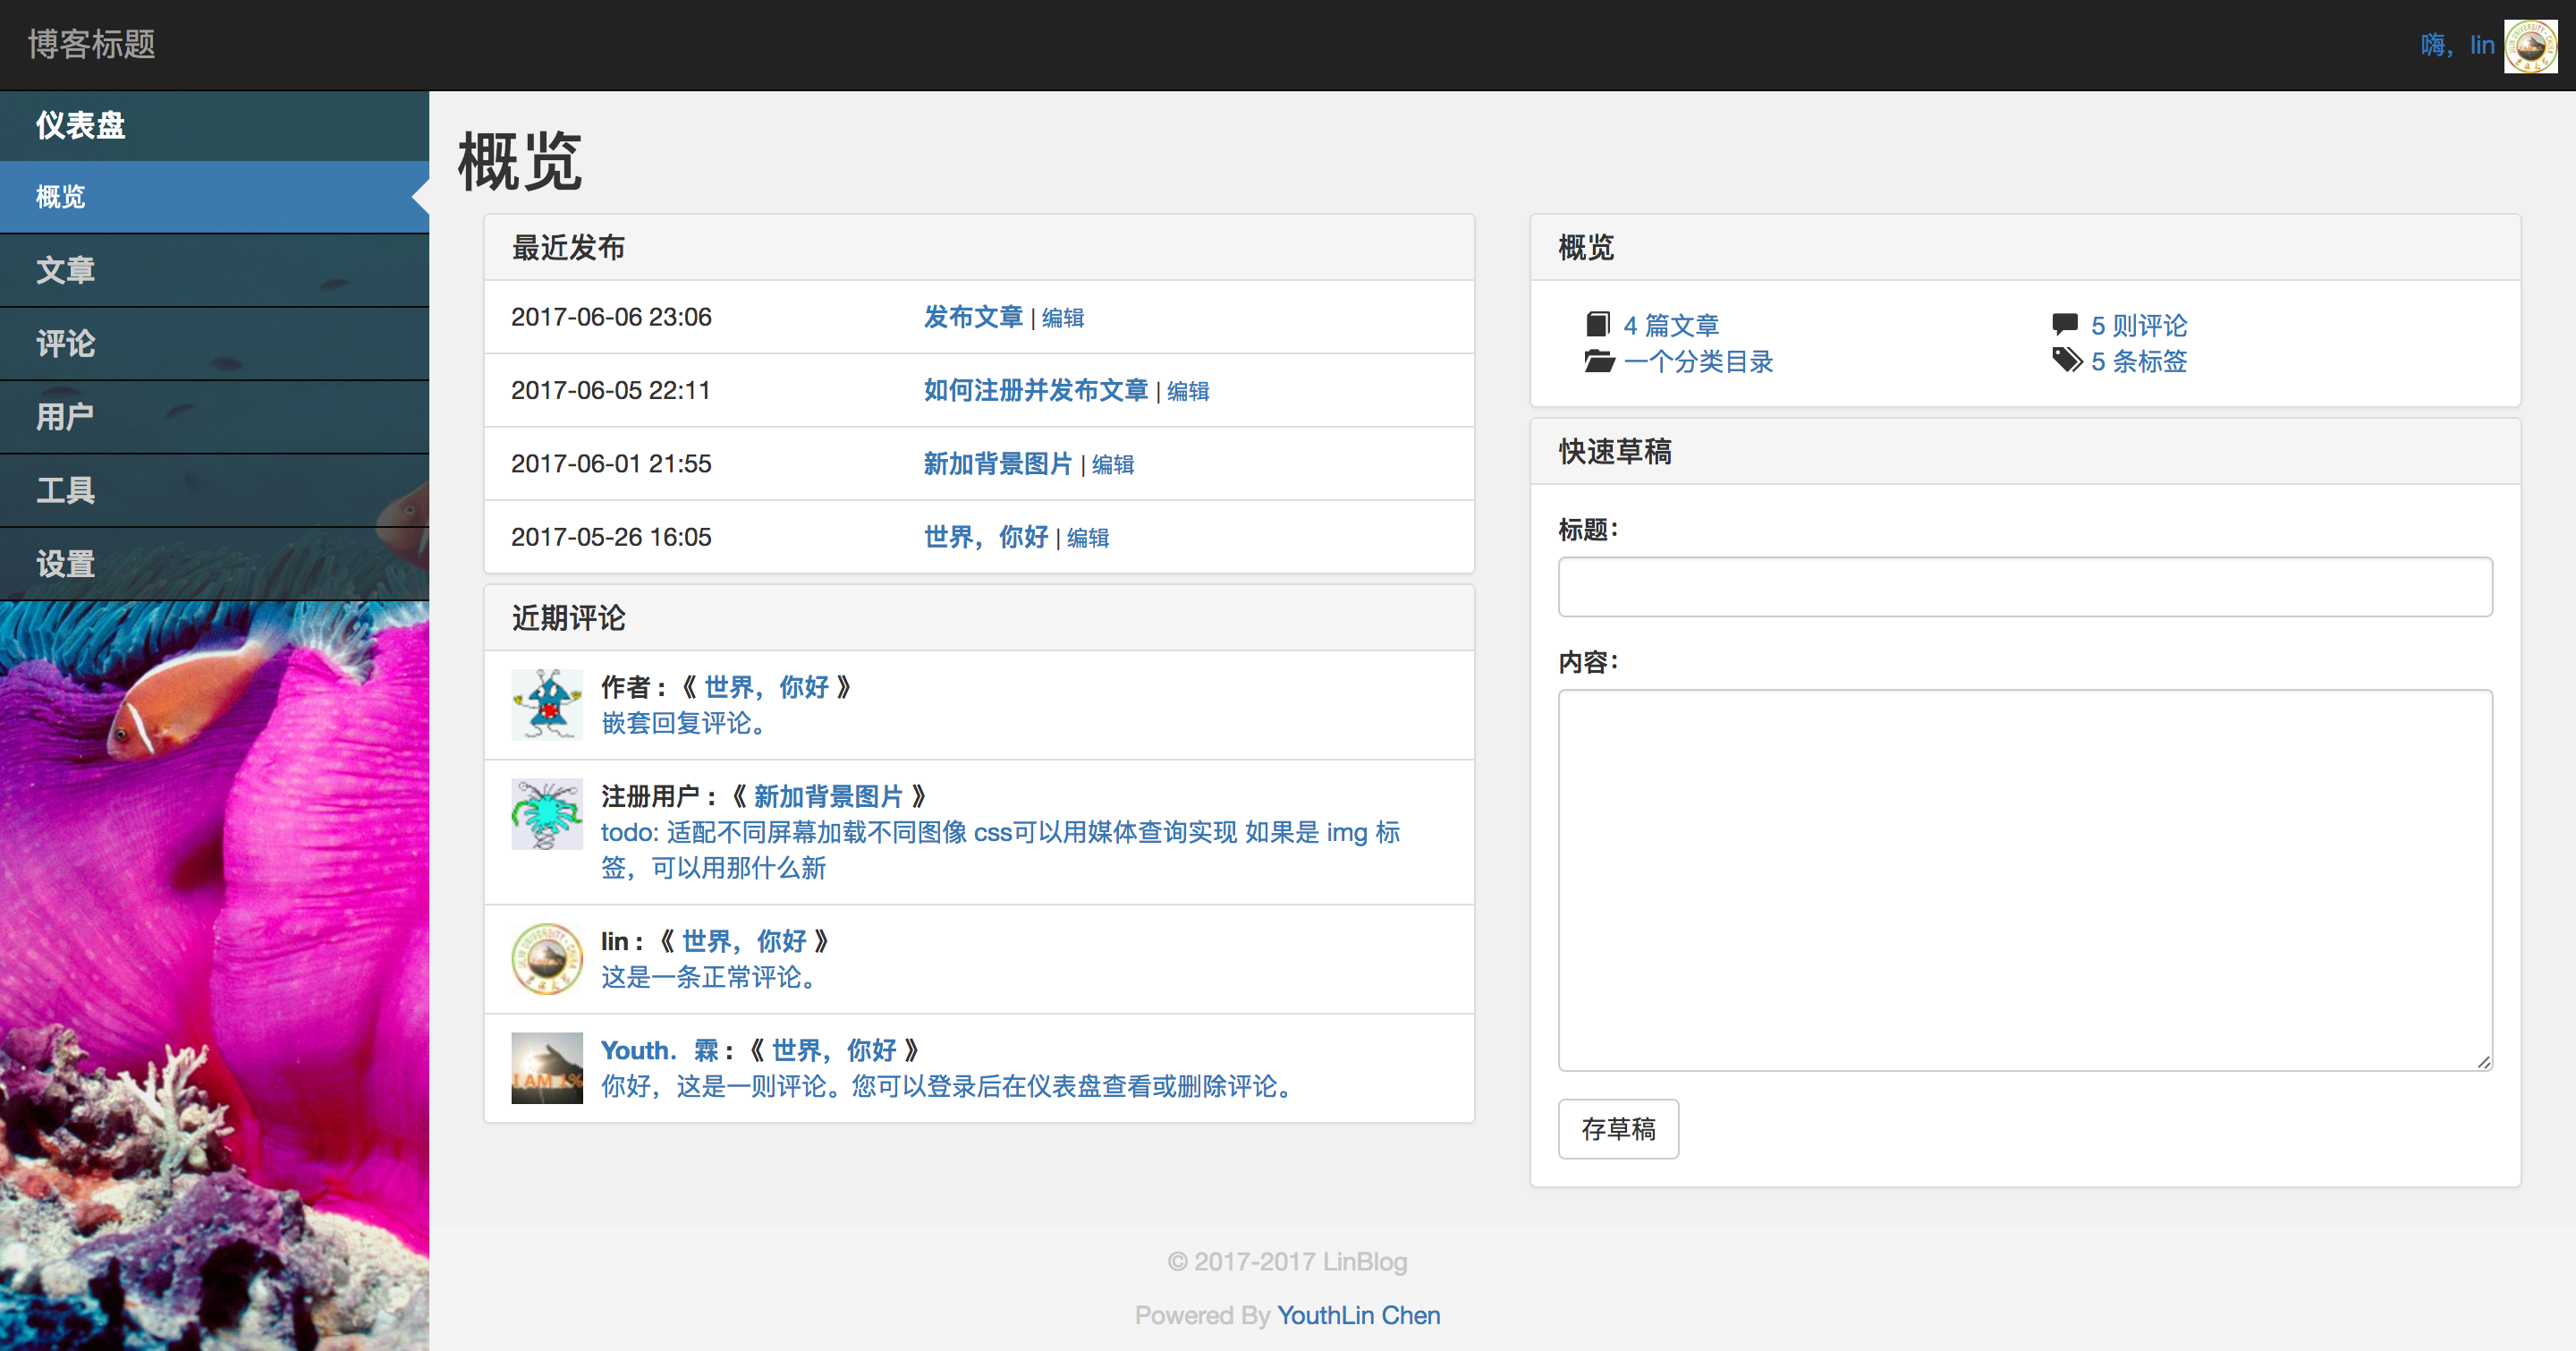 博客标题
嗨，lin
仪表盘
概览
文章
评论
用户
工具
设置
概览
最近发布
2017-06-06 23:06 发布文章 | 编辑
2017-06-05 22:11 如何注册并发布文章 | 编辑
2017-06-01 21:55 新加背景图片 | 编辑
2017-05-26 16:05 世界，你好 | 编辑
近期评论
作者 : 《 世界，你好 》
嵌套回复评论。
注册用户 : 《 新加背景图片 》
todo: 适配不同屏幕加载不同图像 css可以用媒体查询实现 如果是 img 标
签，可以用那什么新
lin : 《 世界，你好 》
这是一条正常评论。
Youth．霖 : 《 世界，你好 》
I AM 1%
你好，这是一则评论。您可以登录后在仪表盘查看或删除评论。
概览
4 篇文章
5 则评论
一个分类目录
5 条标签
快速草稿
标题：
内容：
存草稿
© 2017-2017 LinBlog
Powered By YouthLin Chen